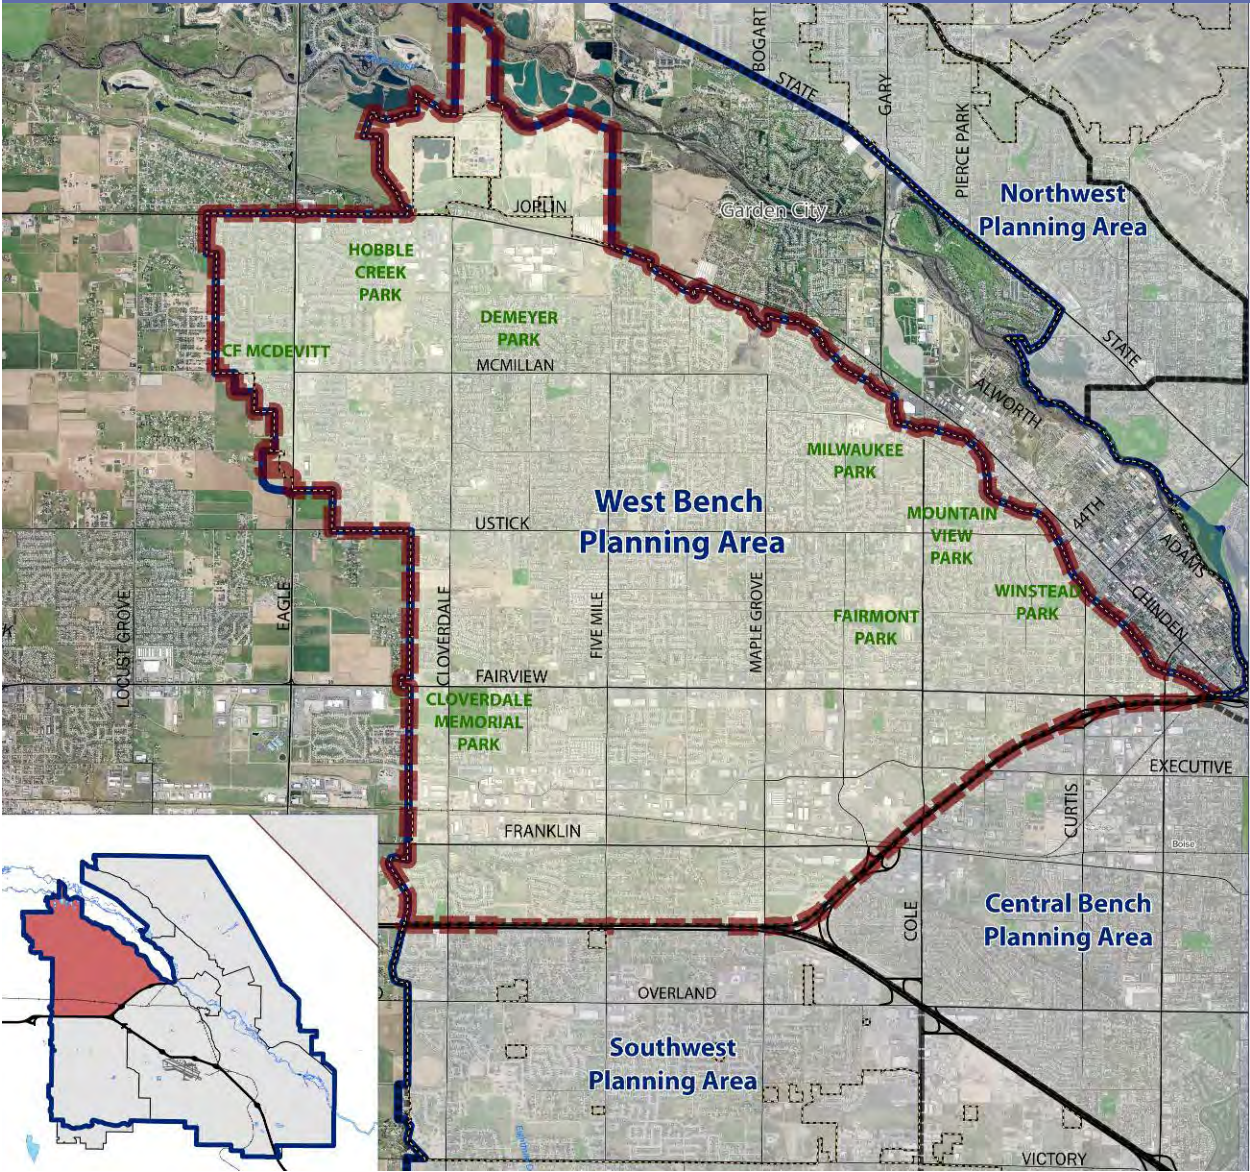 BOGART
STATE
GARY
PIERCE PARK
Northwest
Planning Area
JOPLIN
Garden City
HOBBLE
CREEK
PARK
DEMEYER
PARK
CF MCDEVITT
MCMILLAN
STATE
ALWORTH
MILWAUKEE
PARK
West Bench
Planning Area
USTICK
MOUNTAIN
VIEW
PARK
44TH
ADAMS
LOCUST GROVE
EAGLE
CLOVERDALE
FIVE MILE
MAPLE GROVE
FAIRMONT
PARK
WINSTEAD
PARK
CHINDEN
FAIRVIEW
CLOVERDALE
MEMORIAL
PARK
EXECUTIVE
CURTIS
FRANKLIN
Boise
COLE
Central Bench
Planning Area
OVERLAND
Southwest
Planning Area
VICTORY